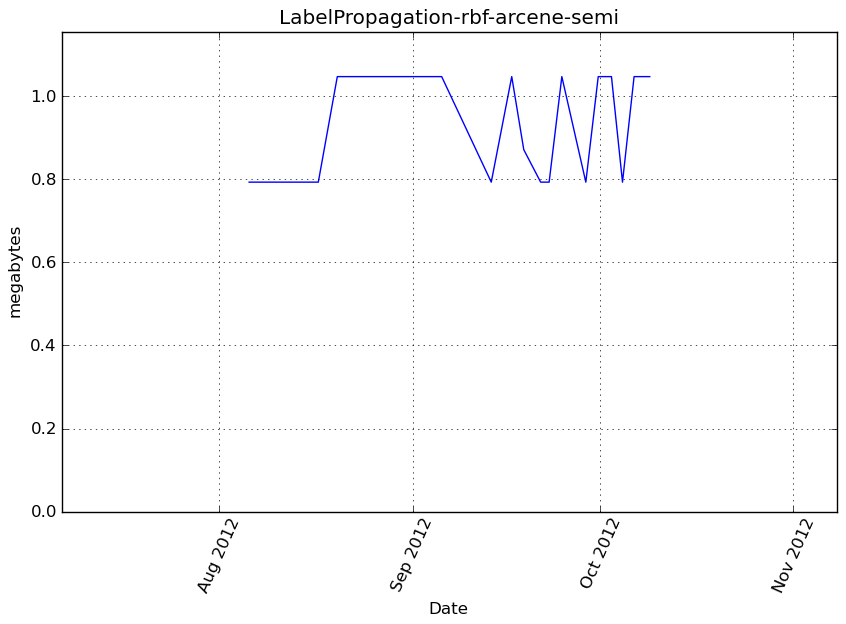 LabelPropagation-rbf-arcene-semi
megabytes
1.0
0.8
0.6
0.4
0.2
0.0
Aug 2012
Sep 2012
Oct 2012
Nov 2012
Date